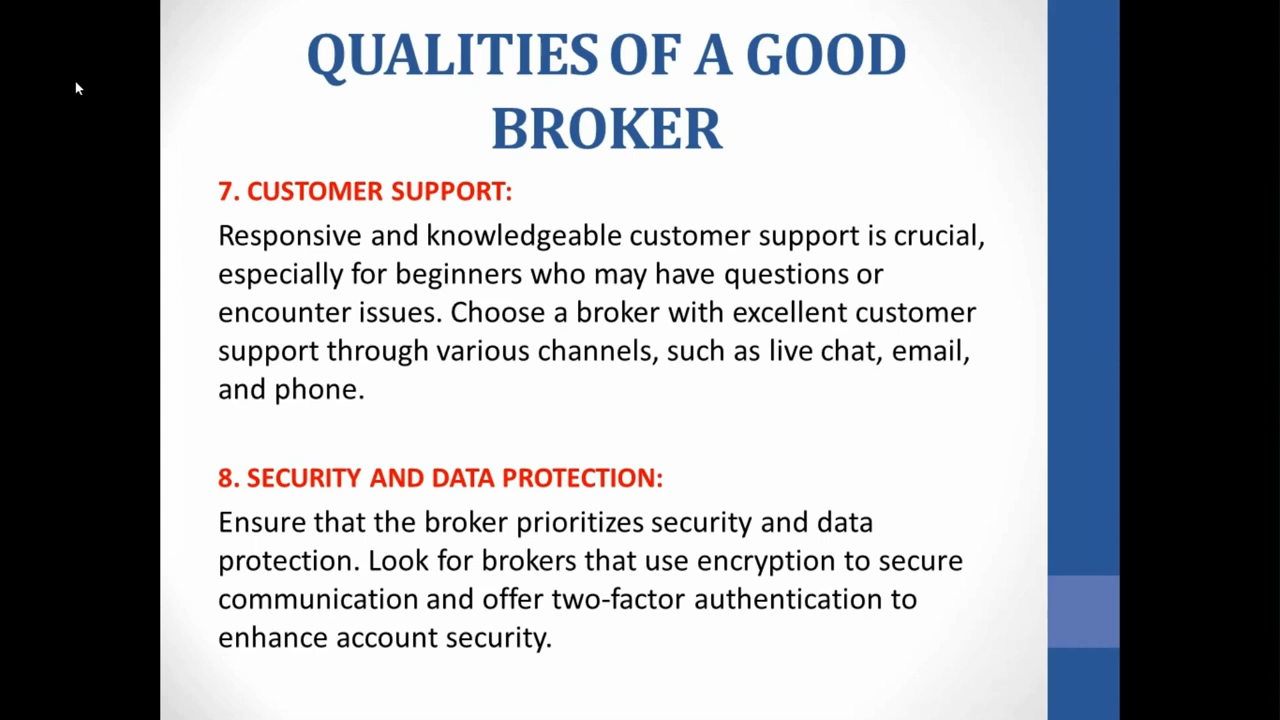 QUALITIES OF A GOOD
BROKER
7. CUSTOMER SUPPORT:
Responsive and knowledgeable customer support is crucial,
especially for beginners who may have questions or
encounter issues. Choose a broker with excellent customer
support through various channels, such as live chat, email,
and phone.
8. SECURITY AND DATA PROTECTION:
Ensure that the broker prioritizes security and data
protection. Look for brokers that use encryption to secure
communication and offer two-factor authentication to
enhance account security.